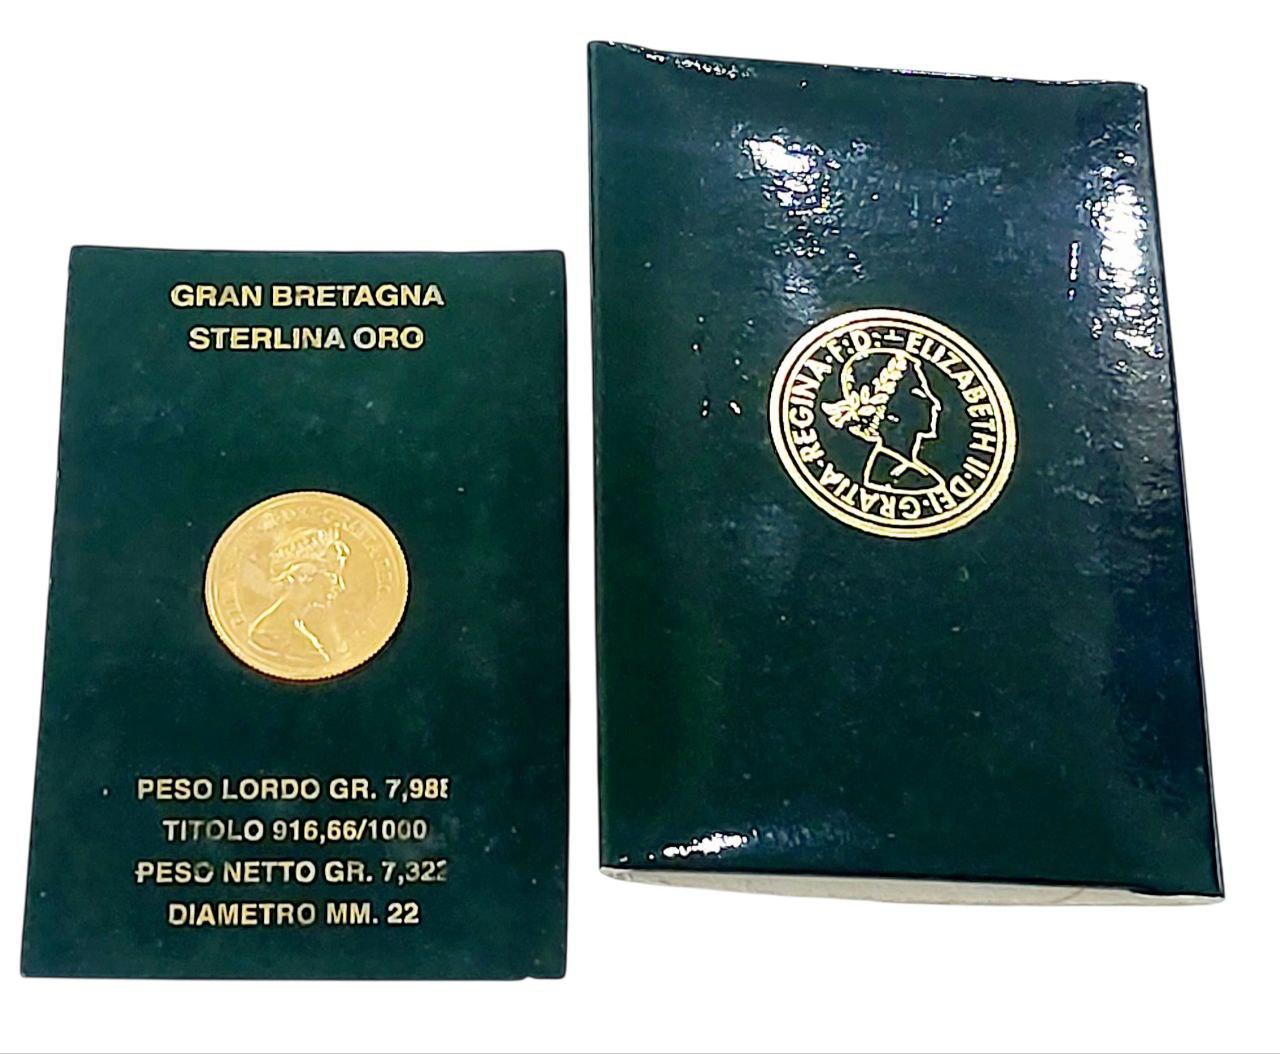 GRAN BRETAGNA
STERLINA ORO
PESO LORDO GR. 7,988
TITOLO 916,66/1000
PESO NETTO GR. 7,322
DIAMETRO MM. 22
ELIZABETH II·DEI·GRATIA·REGINA·F:D: